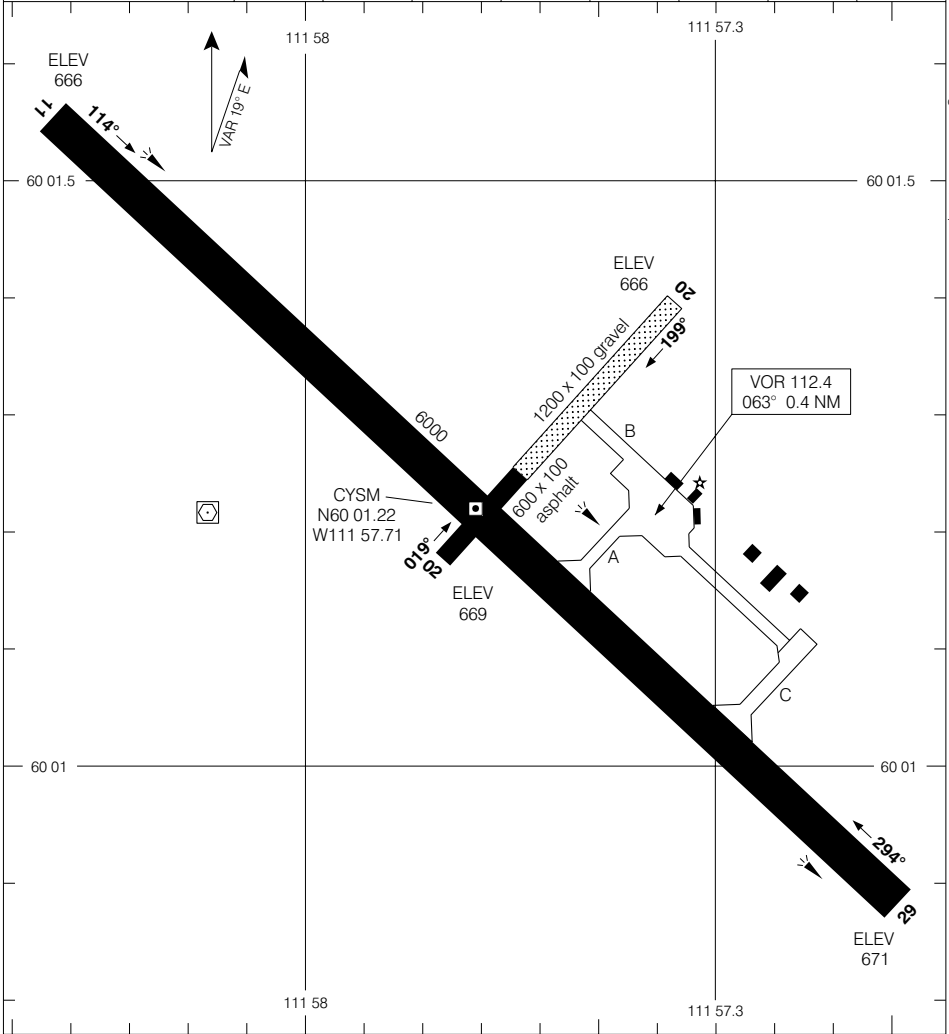 111 58
111 57.3
ELEV
666
11
114°
VAR 19° E
60 01.5
60 01.5
ELEV
666
20
199°
1200 x 100 gravel
VOR 112.4
063° 0.4 NM
6000
B
600 x 100
asphalt
CYSM
N60 01.22
W111 57.71
019°
02
A
ELEV
669
C
60 01
60 01
294°
29
ELEV
671
111 58
111 57.3